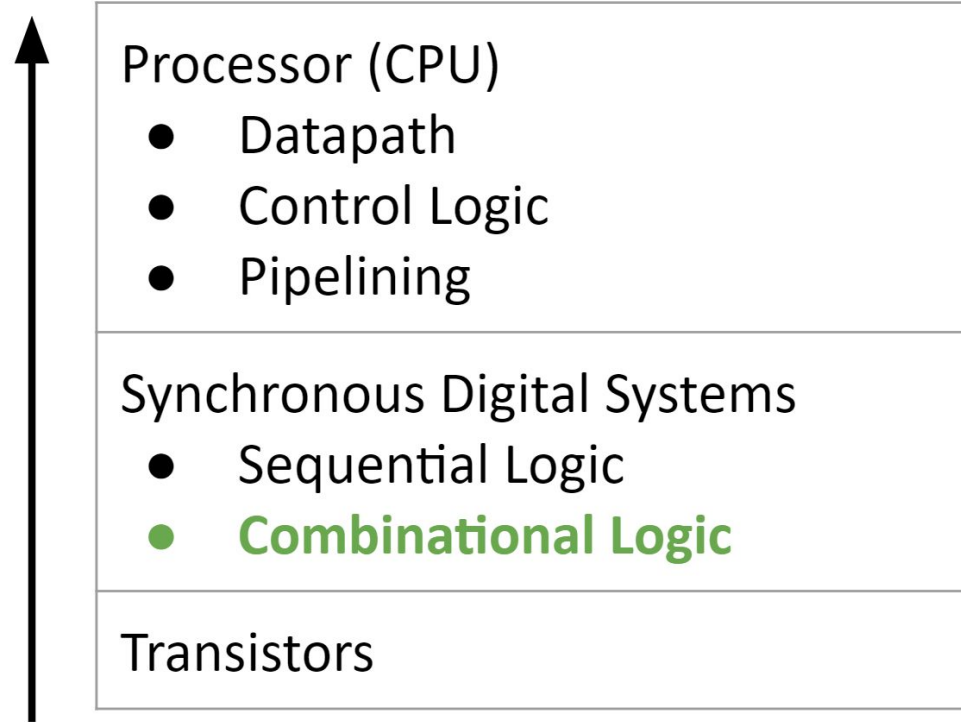 Processor (CPU)
● Datapath
● Control Logic
● Pipelining
Synchronous Digital Systems
● Sequential Logic
● Combinational Logic
Transistors